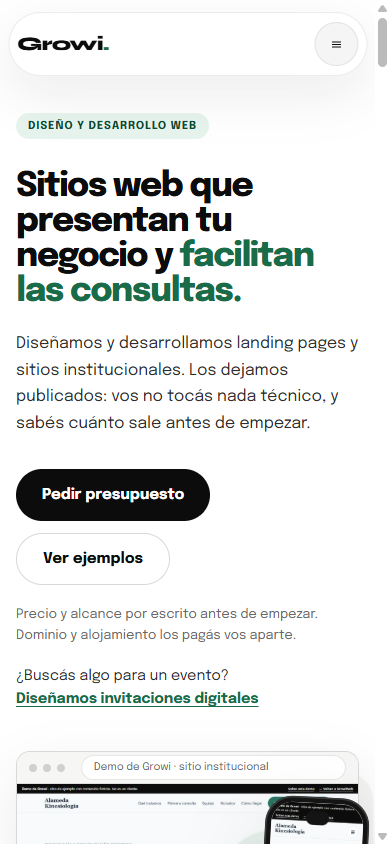 Growi.
DISEÑO Y DESARROLLO WEB
Sitios web que
presentan tu
negocio y facilitan
las consultas.
Diseñamos y desarrollamos landing pages y
sitios institucionales. Los dejamos
publicados: vos no tocás nada técnico, y
sabés cuánto sale antes de empezar.
Pedir presupuesto
Ver ejemplos
Precio y alcance por escrito antes de empezar.
Dominio y alojamiento los pagás vos aparte.
¿Buscás algo para un evento?
Diseñamos invitaciones digitales
Demo de Growi · sitio institucional
Alameda
Kinesiología
Alameda
Kinesiología